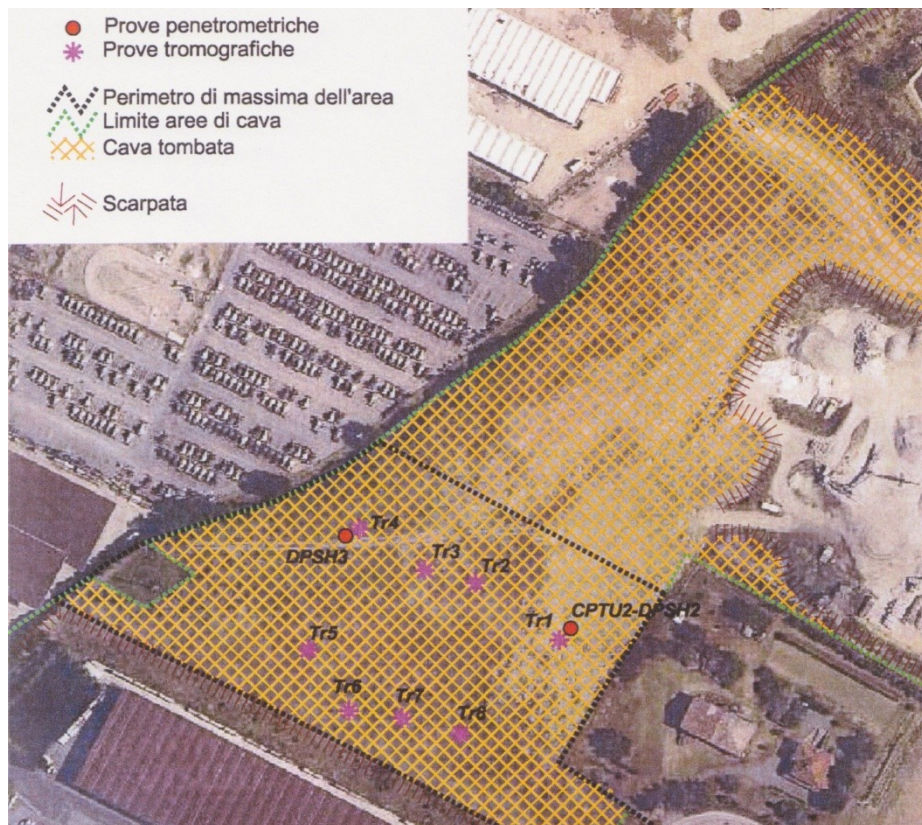 Prove penetrometriche
Prove tromografiche
Perimetro di massima dell'area
Limite aree di cava
Cava tombata
Scarpata
Tr4
DPSH3
Tr3
Tr2
CPTU2-DPSH2
Tr1
Tr5
Tr6
Tr7
Tr8